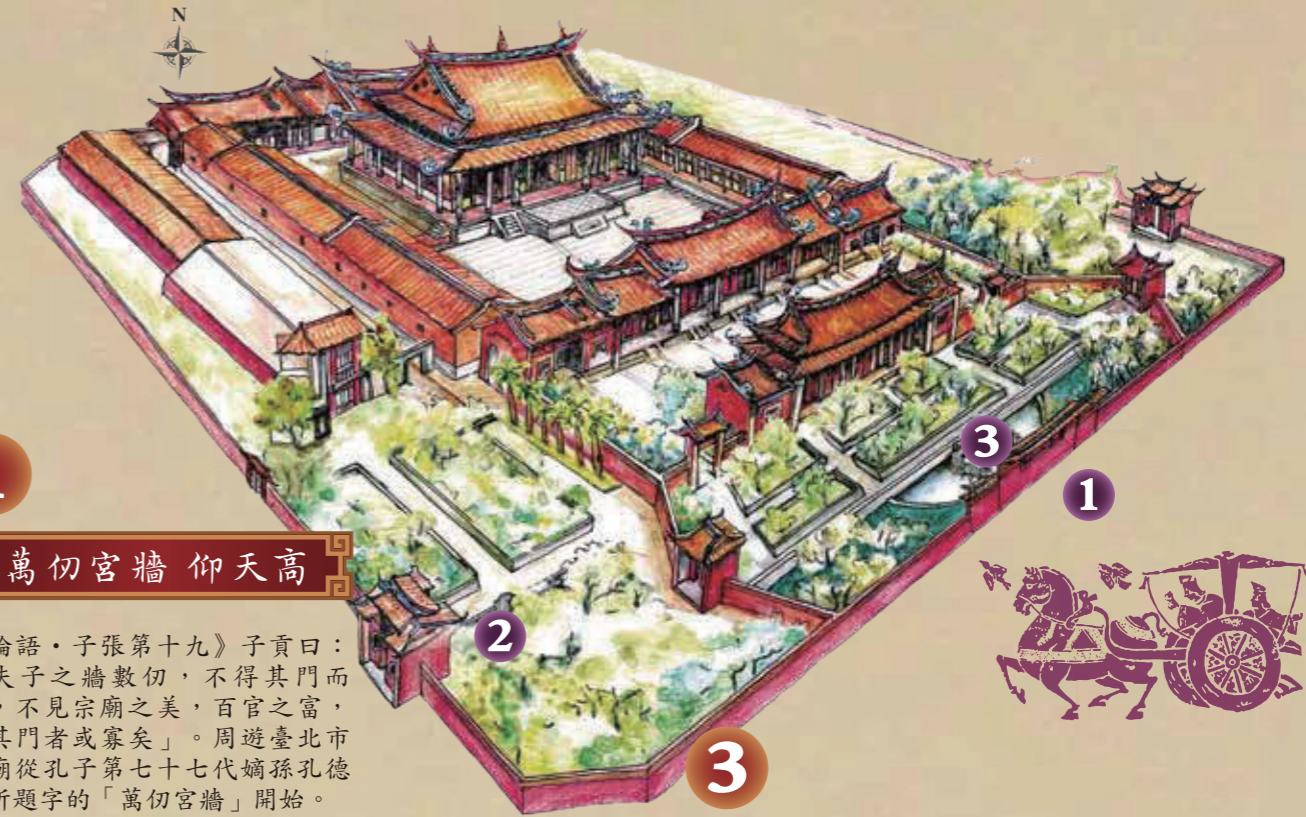 N
3
1
2
3
萬仞宮牆 仰天高
論語・子張第十九》子貢曰：
夫子之牆數仞，不得其門而
，不見宗廟之美，百官之富，
其門者或寡矣」。周遊臺北市
廟從孔子第七十七代嫡孫孔德
所題字的「萬仞宮牆」開始。